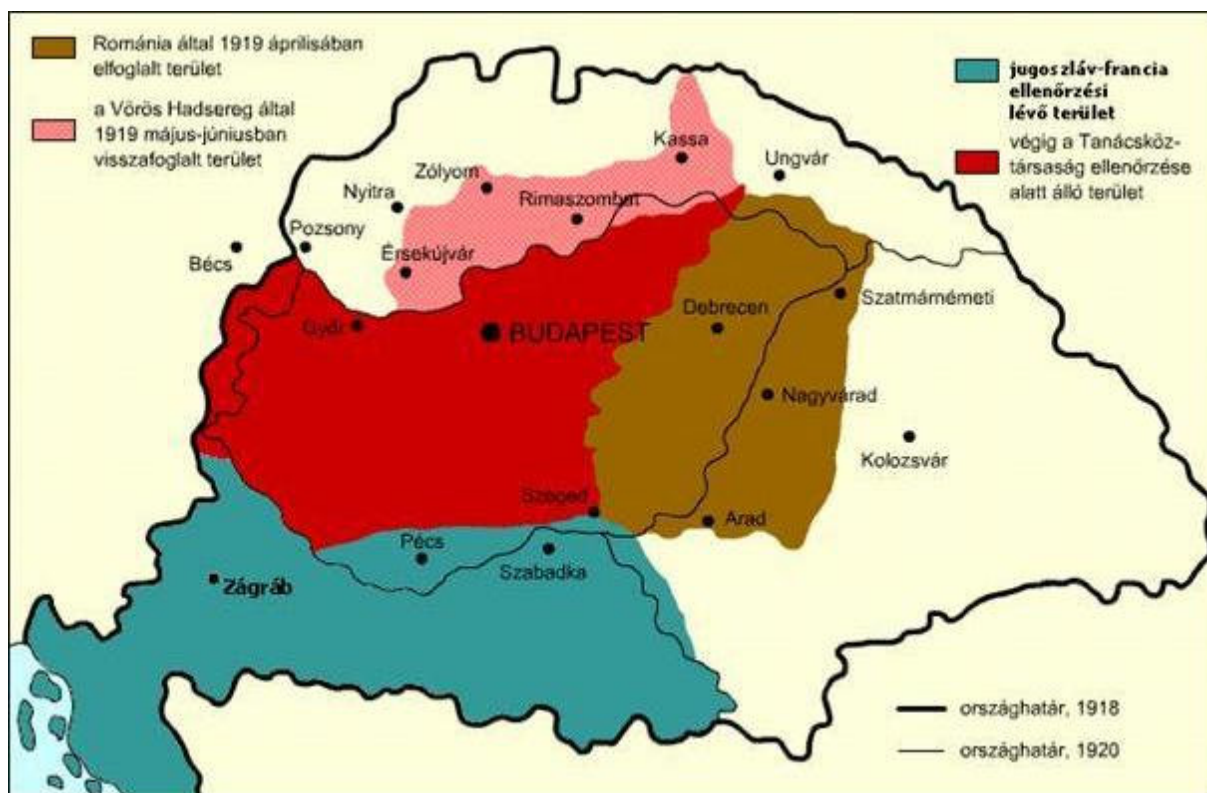 Románia által 1919 áprilisában
elfoglalt terület
a Vörös Hadsereg által
1919 május-júniusban
visszafoglalt terület
jugoszláv-francia
ellenőrzési
lévő terület
végig a Tanácsköz-
társaság ellenőrzése
alatt álló terület
Kassa
Ungvár
Zólyom
Nyitra
Rimaszombat
Pozsony
Bécs
Érsekújvár
Szatmárnémeti
Debrecen
Győr
BUDAPEST
Nagyvárad
Kolozsvár
Szeged
Arad
Pécs
Szabadka
Zágráb
országhatár, 1918
országhatár, 1920